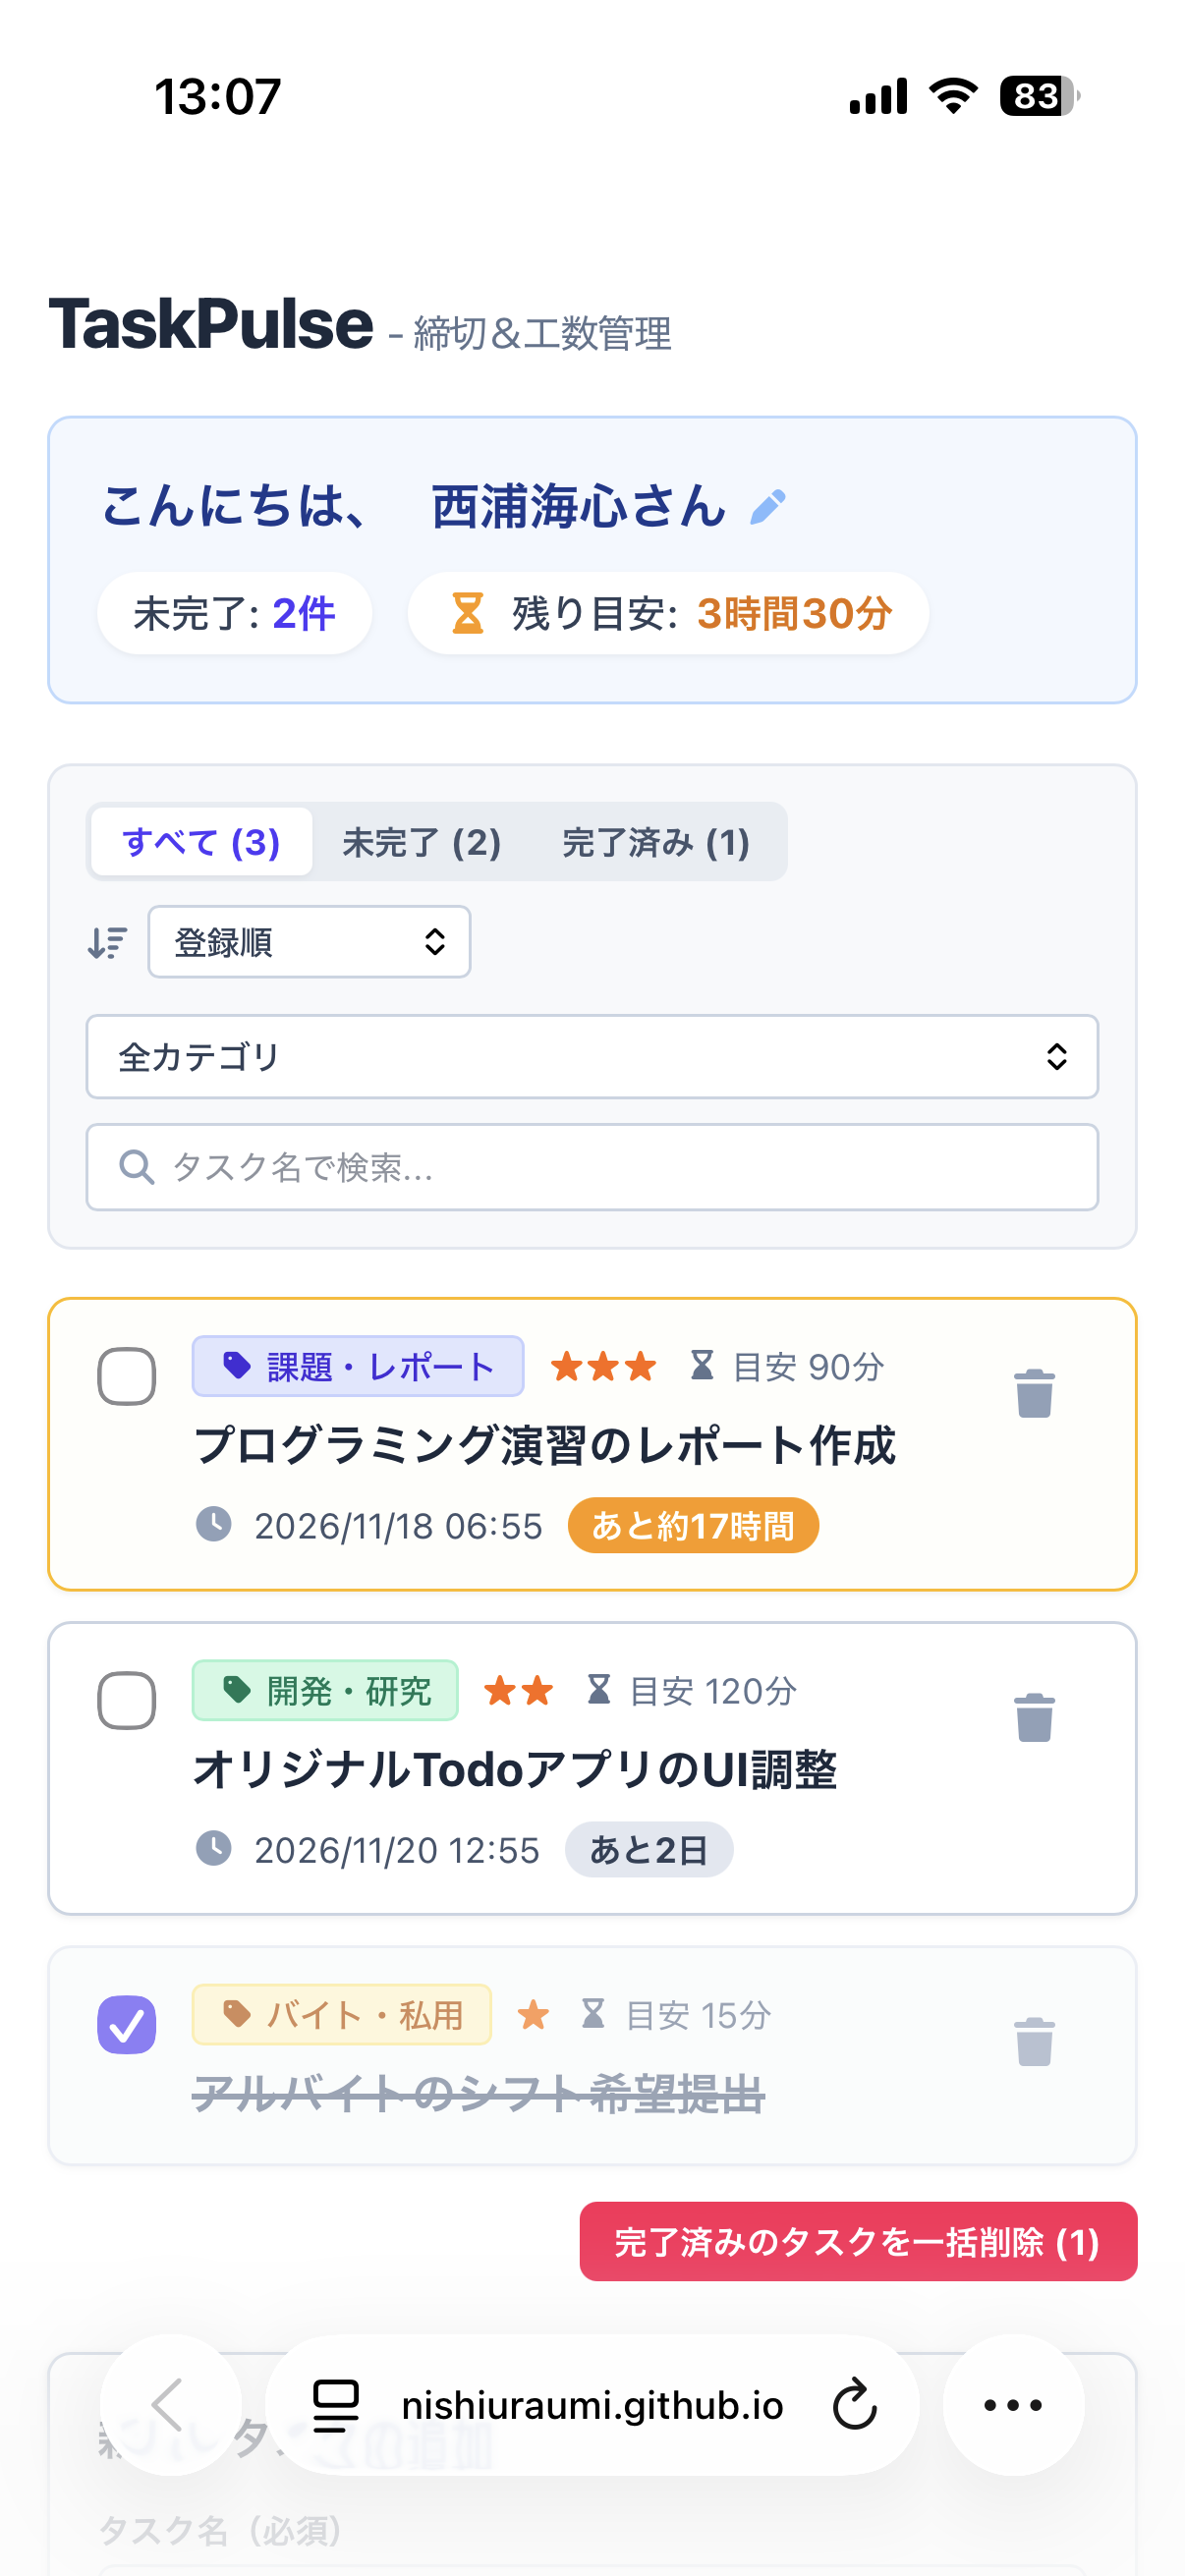 13:07
83
TaskPulse - 締切＆工数管理
こんにちは、　西浦海心さん
未完了: 2件
残り目安: 3時間30分
すべて (3)
未完了 (2)
完了済み (1)
登録順
全カテゴリ
タスク名で検索...
課題・レポート
目安 90分
プログラミング演習のレポート作成
2026/11/18 06:55
あと約17時間
開発・研究
目安 120分
オリジナルTodoアプリのUI調整
2026/11/20 12:55
あと2日
バイト・私用
目安 15分
アルバイトのシフト希望提出
完了済みのタスクを一括削除 (1)
nishiuraumi.github.io
タスク名（必須）